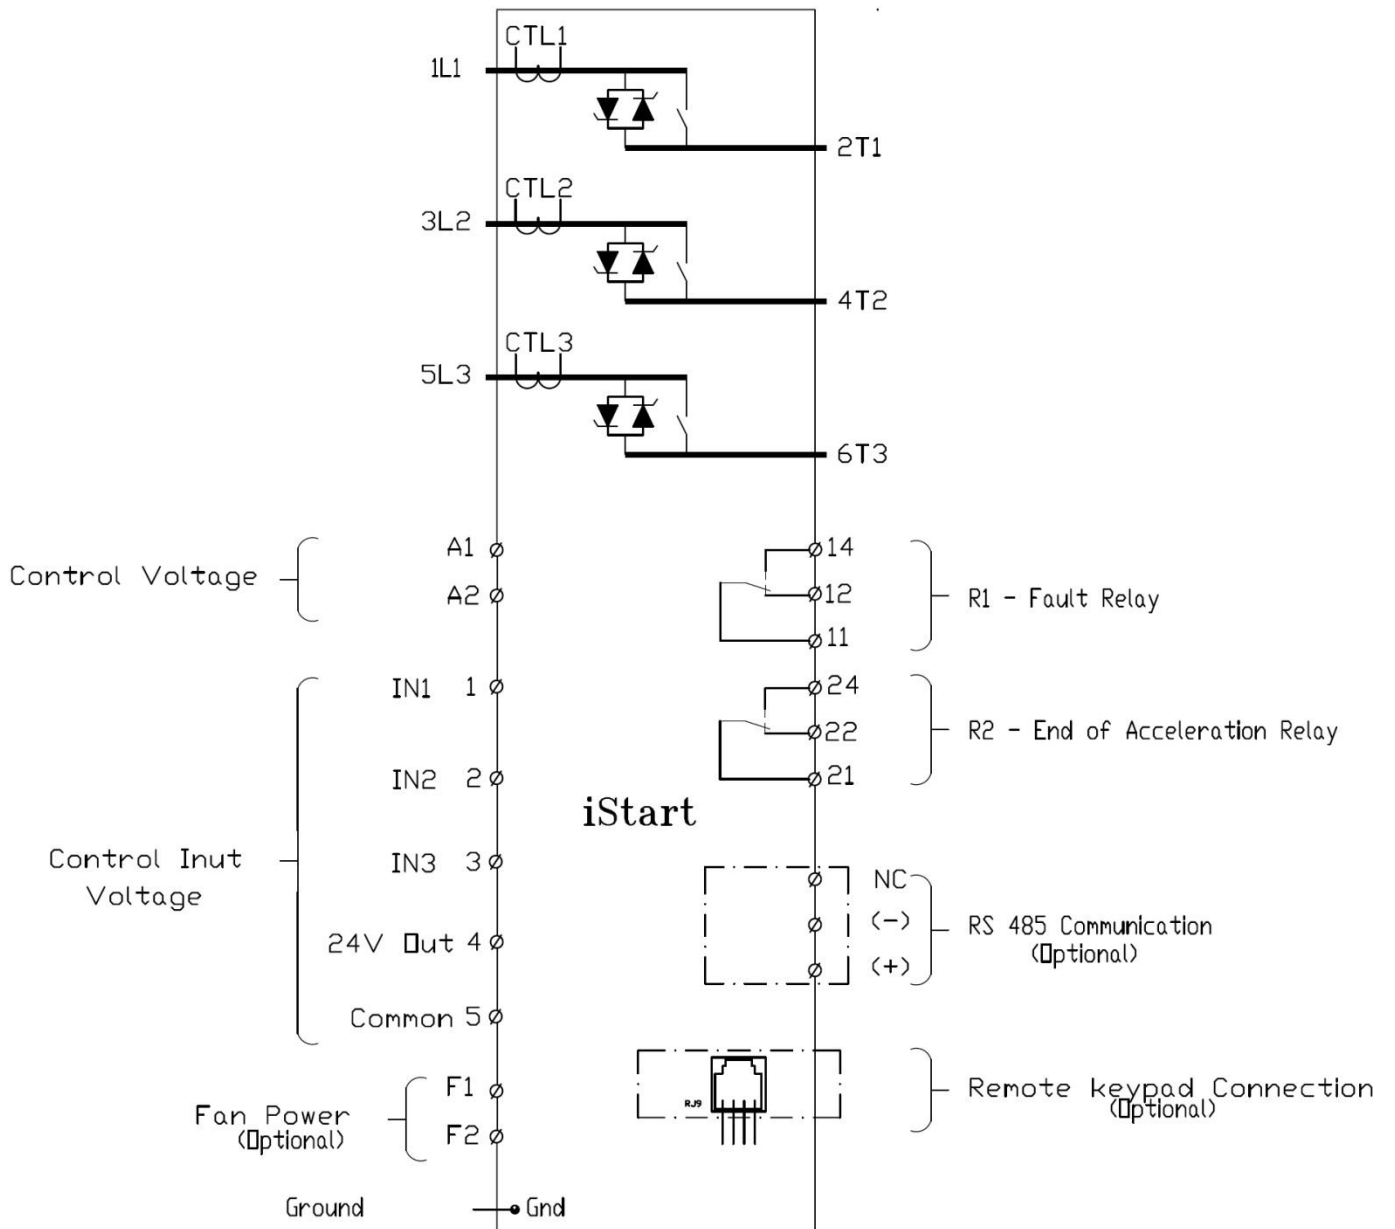 CTL1
1L1
2T1
CTL2
3L2
4T2
CTL3
5L3
6T3
A1
14
Control Voltage
A2
12
R1 - Fault Relay
11
IN1 1
24
22
R2 - End of Acceleration Relay
IN2 2
21
iStart
Control Inut
Voltage
IN3 3
NC
(-)
RS 485 Communication
(Optional)
24V Out 4
(+)
Common 5
F1
Remote keypad Connection
(Optional)
RJ9
Fan Power
(Optional)
F2
Ground
Gnd